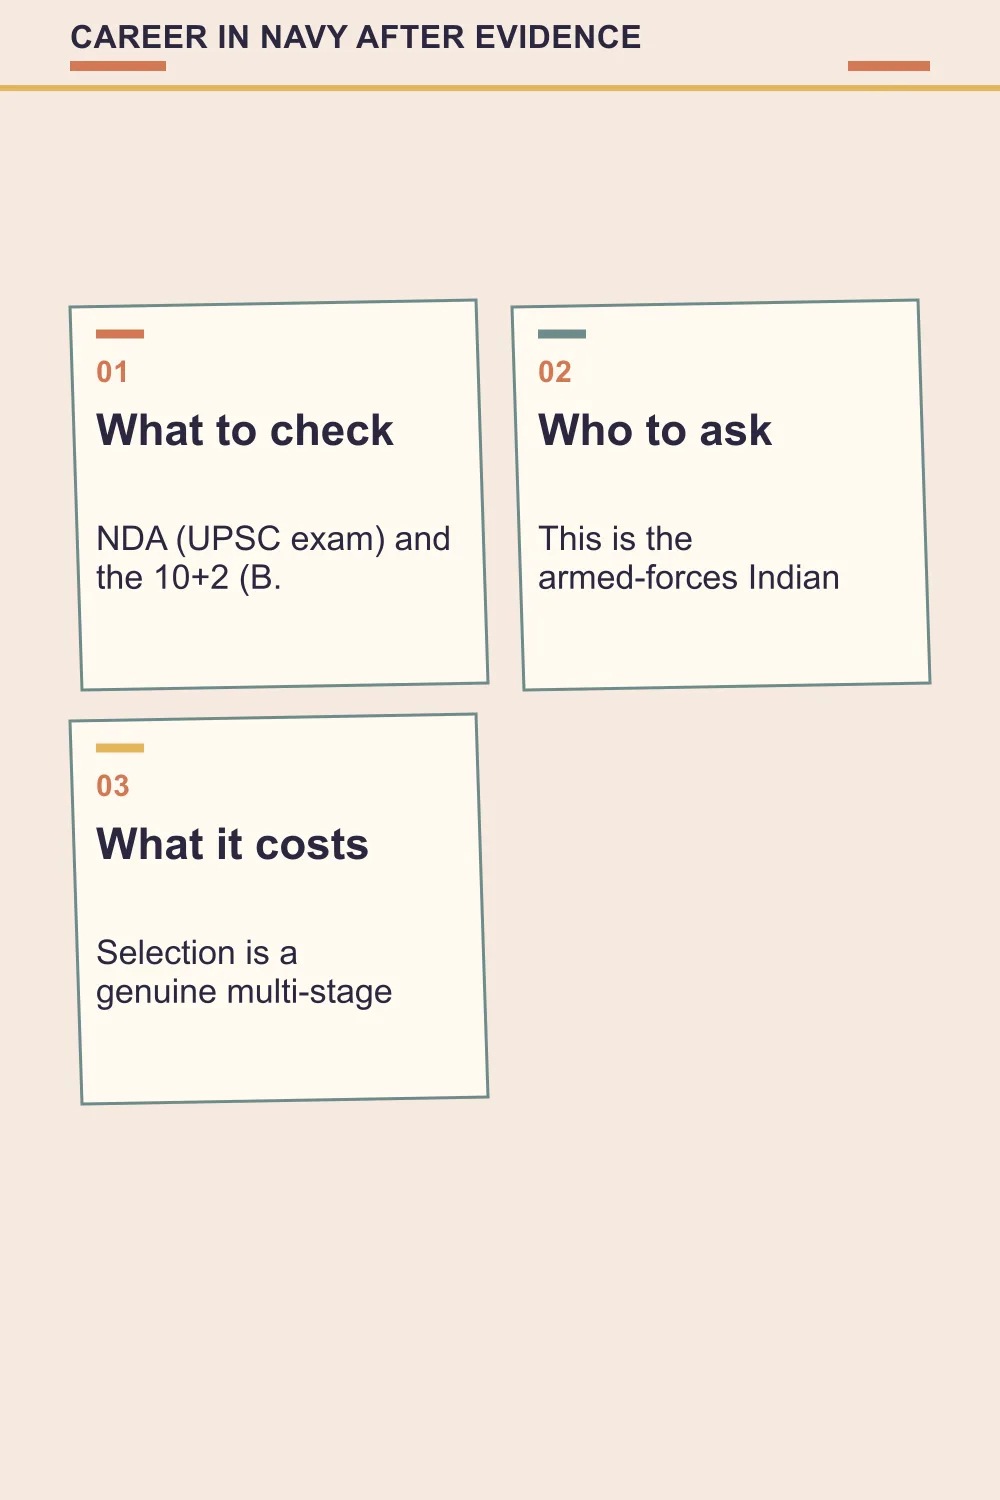 CAREER IN NAVY AFTER EVIDENCE
01
What to check
NDA (UPSC exam) and
the 10+2 (B.
02
Who to ask
This is the
armed-forces Indian
03
What it costs
Selection is a
genuine multi-stage